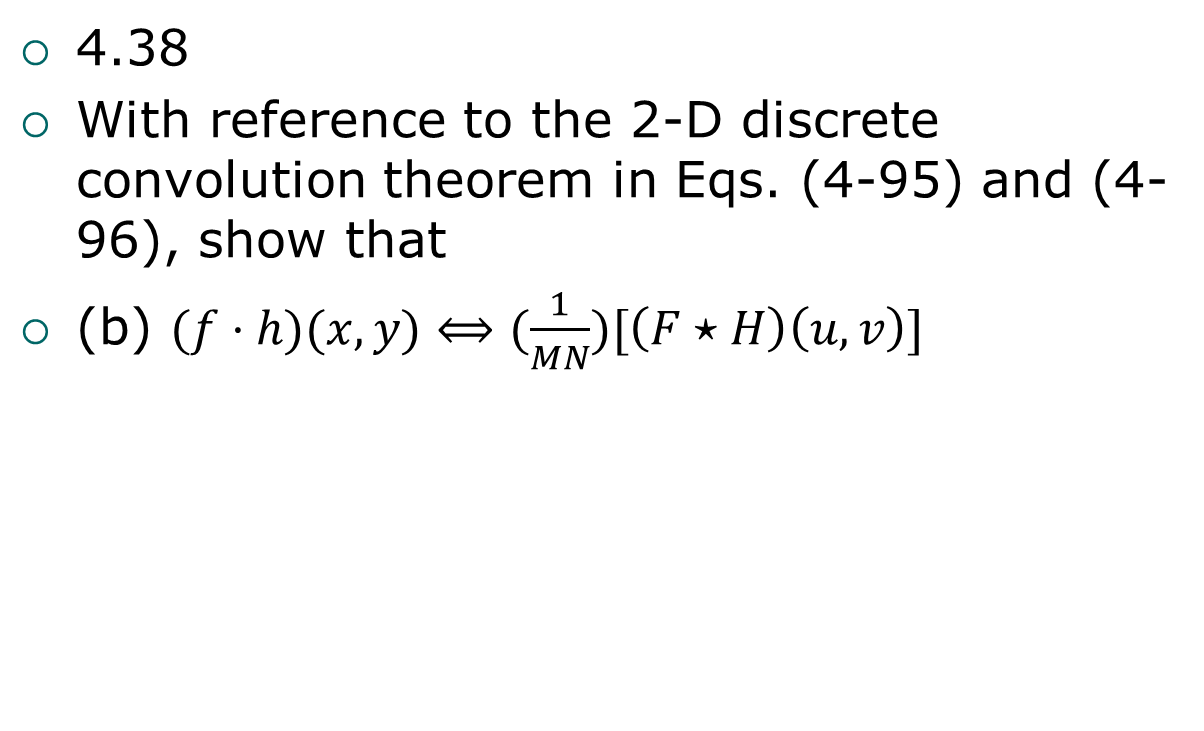 ○ 4.38
○ With reference to the 2-D discrete
convolution theorem in Eqs. (4-95) and (4-
96), show that
○ (b) (f · h)(x, y) ⟺ (1/MN)[(F ⋆ H)(u, v)]